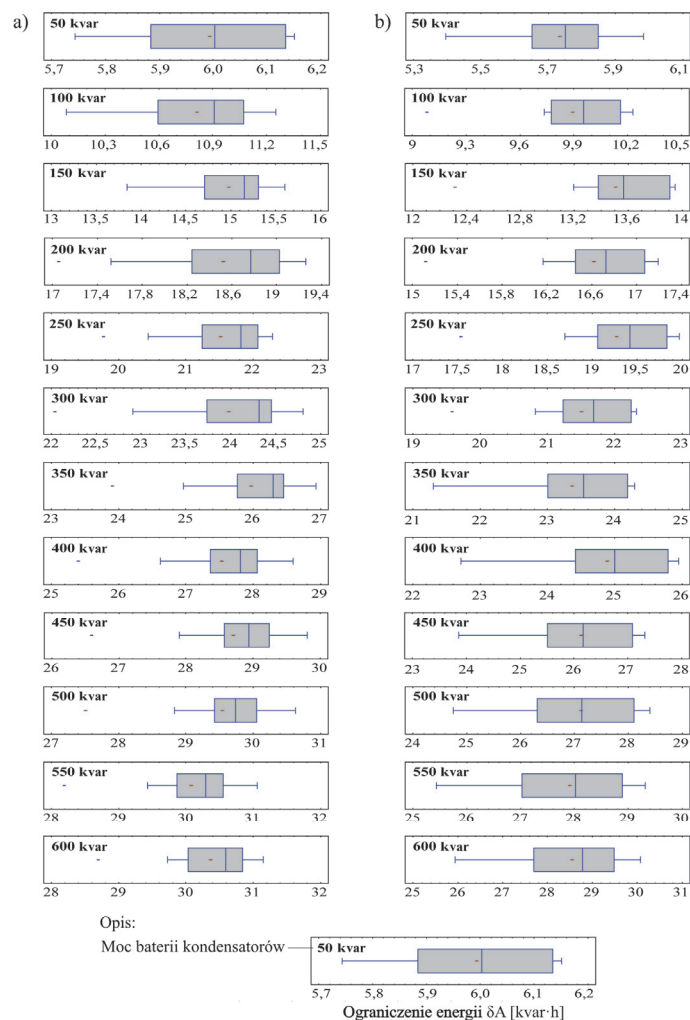 a)
50 kvar
5,7 5,8 5,9 6,0 6,1 6,2
100 kvar
10 10,3 10,6 10,9 11,2 11,5
150 kvar
13 13,5 14 14,5 15 15,5 16
200 kvar
17 17,4 17,8 18,2 18,6 19 19,4
250 kvar
19 20 21 22 23
300 kvar
22 22,5 23 23,5 24 24,5 25
350 kvar
23 24 25 26 27
400 kvar
25 26 27 28 29
450 kvar
26 27 28 29 30
500 kvar
27 28 29 30 31
550 kvar
28 29 30 31 32
600 kvar
28 29 30 31 32
b)
50 kvar
5,3 5,5 5,7 5,9 6,1
100 kvar
9 9,3 9,6 9,9 10,2 10,5
150 kvar
12 12,4 12,8 13,2 13,6 14
200 kvar
15 15,4 15,8 16,2 16,6 17 17,4
250 kvar
17 17,5 18 18,5 19 19,5 20
300 kvar
19 20 21 22 23
350 kvar
21 22 23 24 25
400 kvar
22 23 24 25 26
450 kvar
23 24 25 26 27 28
500 kvar
24 25 26 27 28 29
550 kvar
25 26 27 28 29 30
600 kvar
25 26 27 28 29 30 31
Opis:
Moc baterii kondensatorów
50 kvar
5,7 5,8 5,9 6,0 6,1 6,2
Ograniczenie energii δA [kvar·h]